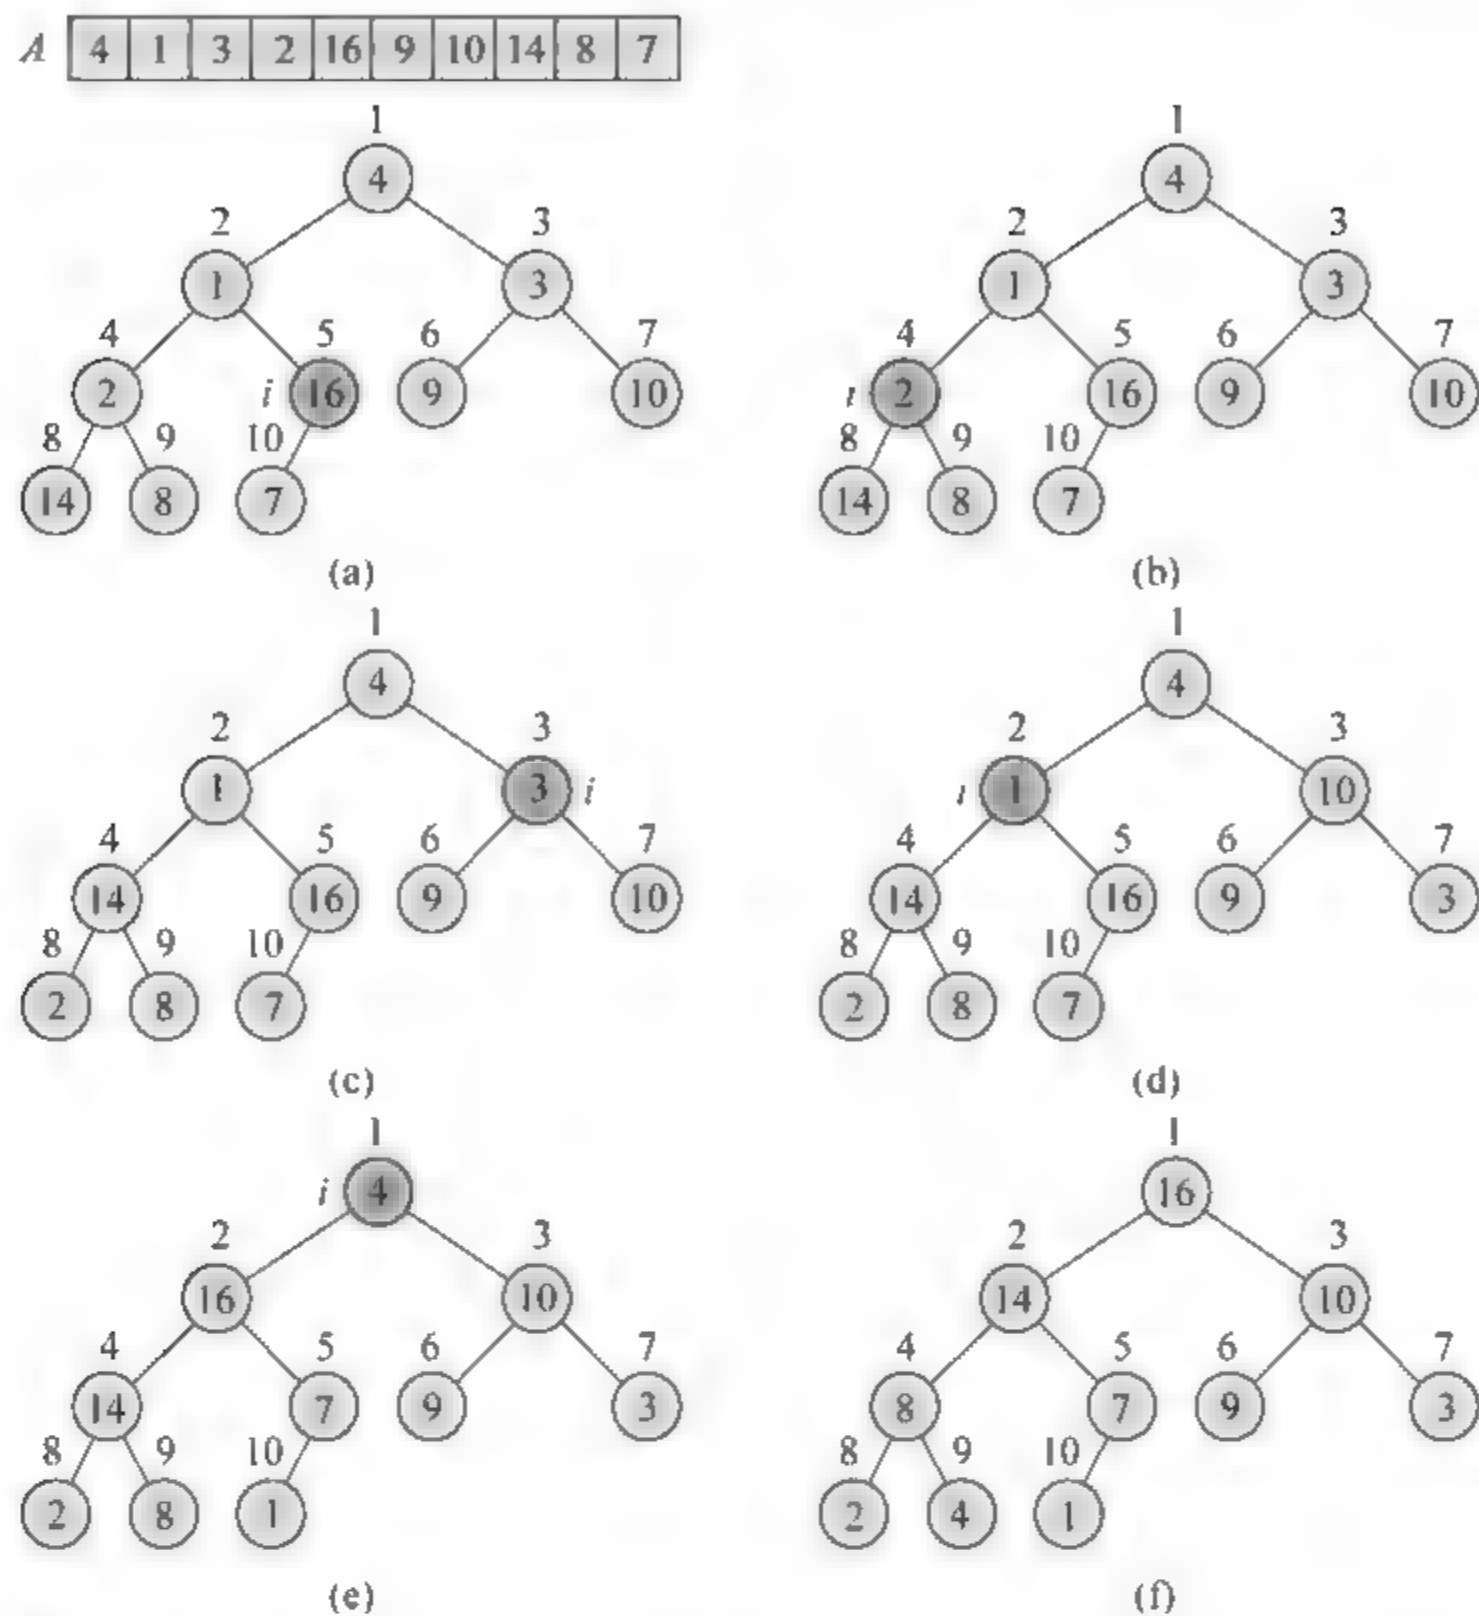 A 4 1 3 2 16 9 10 14 8 7
1 1
4 4
2 3 2 3
1 3 1 3
4 5 6 7 4 5 6 7
2 i 16 9 10 i 2 16 9 10
8 9 10 8 9 10
14 8 7 14 8 7
(a) (b)
1 1
4 4
2 3 2 3
1 3 i i 1 10
4 5 6 7 4 5 6 7
14 16 9 10 14 16 9 3
8 9 10 8 9 10
2 8 7 2 8 7
(c) (d)
1 1
i 4 16
2 3 2 3
16 10 14 10
4 5 6 7 4 5 6 7
14 7 9 3 8 7 9 3
8 9 10 8 9 10
2 8 1 2 4 1
(e) (f)